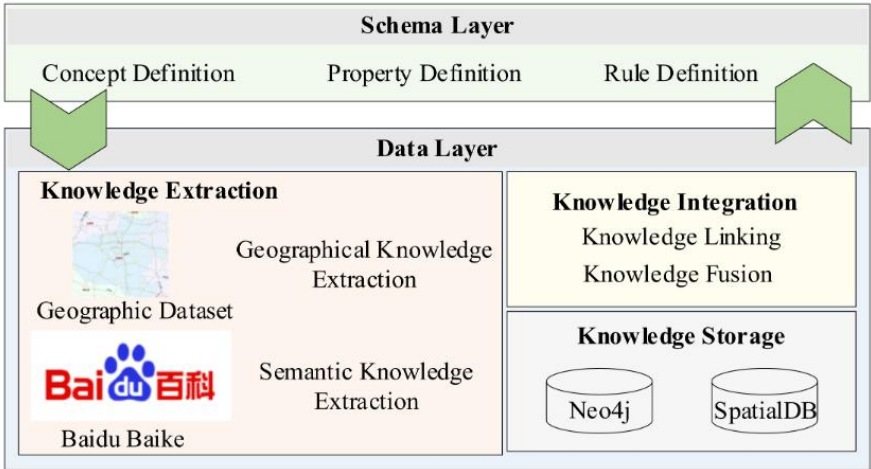 Schema Layer
Concept Definition
Property Definition
Rule Definition
Data Layer
Knowledge Extraction
Geographical Knowledge
Extraction
Geographic Dataset
Bai du 百科
Semantic Knowledge
Extraction
Baidu Baike
Knowledge Integration
Knowledge Linking
Knowledge Fusion
Knowledge Storage
Neo4j
SpatialDB